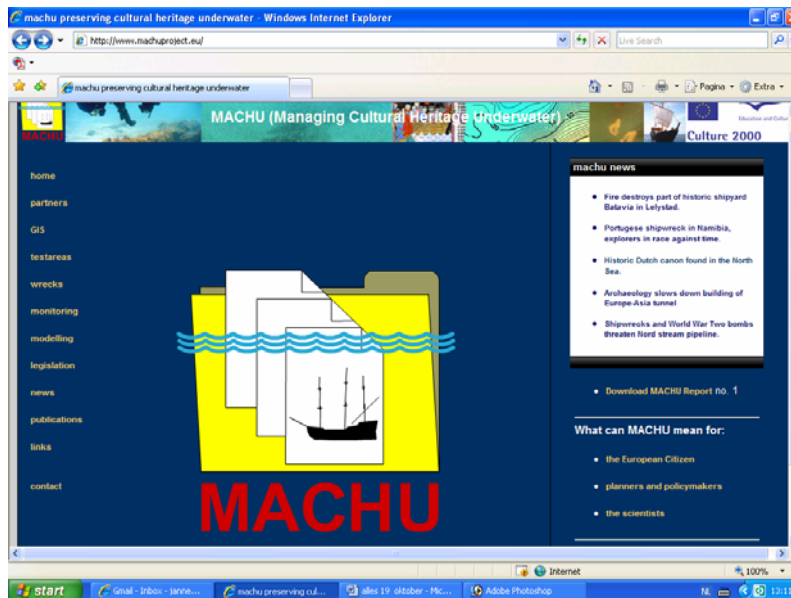 machu preserving cultural heritage underwater - Windows Internet Explorer
http://www.machuproject.eu/
Live Search
machu preserving cultural heritage underwater
Pagina
Extra
MACHU
MACHU (Managing Cultural Heritage Underwater)
Education and Cultur
Culture 2000
home
partners
GIS
testareas
wrecks
monitoring
modelling
legislation
news
publications
links
contact
MACHU
machu news
Fire destroys part of historic shipyard
Batavia in Lelystad.
Portugese shipwreck in Namibia,
explorers in race against time.
Historic Dutch canon found in the North
Sea.
Archaeology slows down building of
Europe-Asia tunnel
Shipwrecks and World War Two bombs
threaten Nord stream pipeline.
Download MACHU Report no. 1
What can MACHU mean for:
the European Citizen
planners and policymakers
the scientists
Internet
100%
start
Gmail - Inbox - janne...
machu preserving cul...
alles 19 oktober - Mic...
Adobe Photoshop
NL
13:11